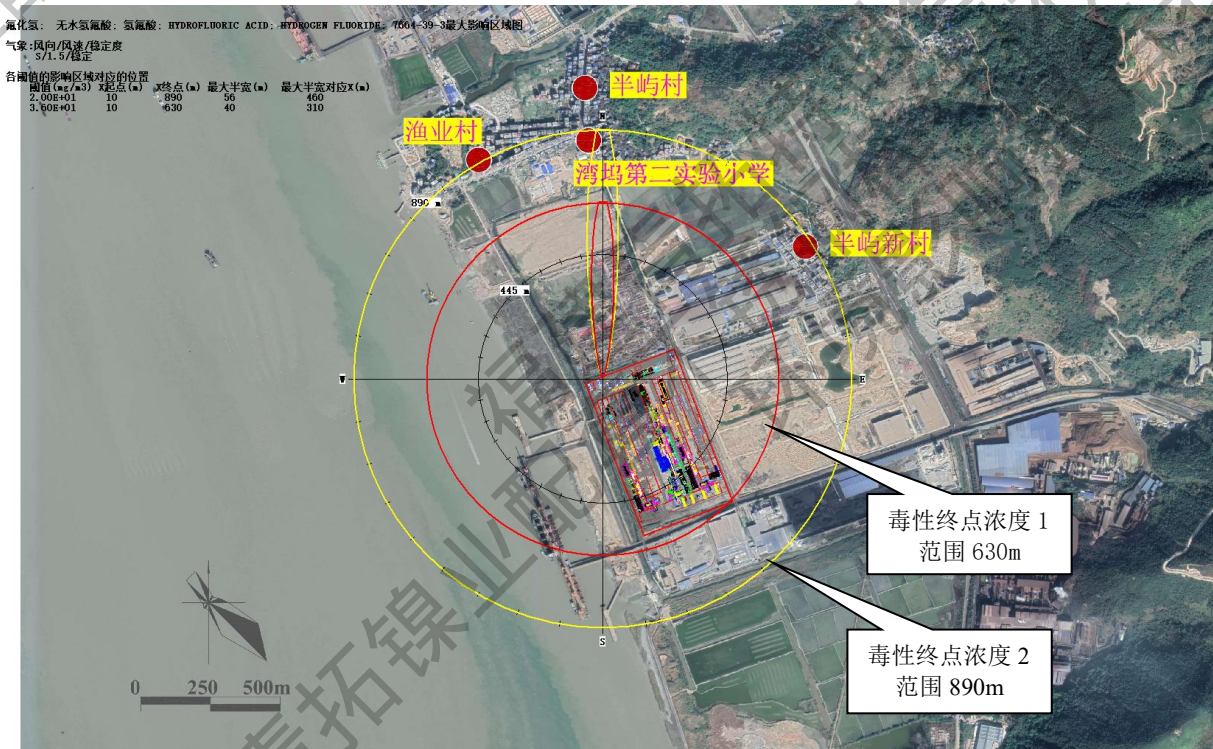 氟化氢; 无水氢氟酸; 氢氟酸; HYDROFLUORIC ACID; HYDROGEN FLUORIDE; 7664-39-3最大影响区域图
气象:风向/风速/稳定度
S/1.5/稳定
各阈值的影响区域对应的位置
阈值(mg/m3) X起点(m) X终点(m) 最大半宽(m) 最大半宽对应X(m)
2.00E+01 10 890 56 460
3.60E+01 10 630 40 310
半屿村
渔业村
N
湾坞第二实验小学
890 m
半屿新村
445 m
W
E
毒性终点浓度 1
范围 630m
S
毒性终点浓度 2
范围 890m
0 250 500m